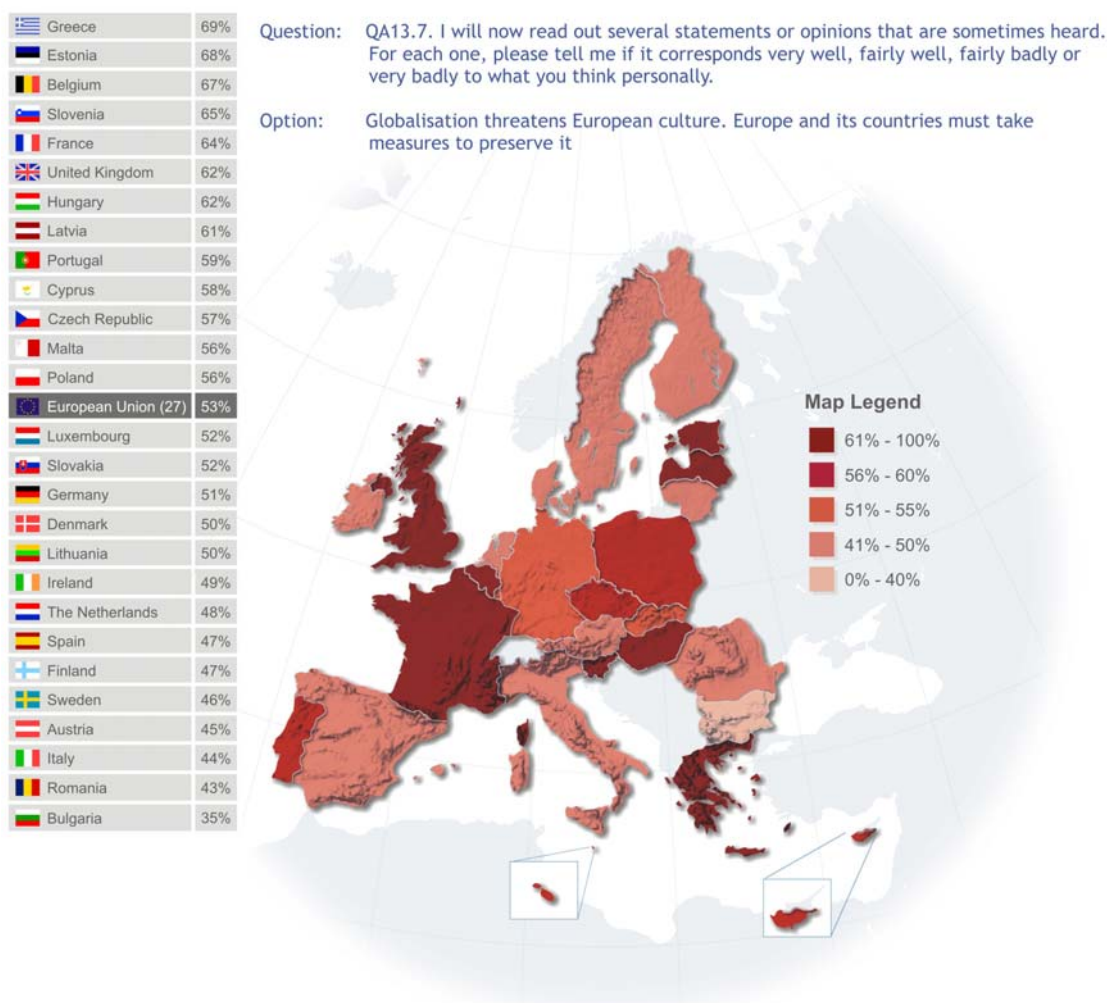 Greece 69%
Estonia 68%
Belgium 67%
Slovenia 65%
France 64%
United Kingdom 62%
Hungary 62%
Latvia 61%
Portugal 59%
Cyprus 58%
Czech Republic 57%
Malta 56%
Poland 56%
European Union (27) 53%
Luxembourg 52%
Slovakia 52%
Germany 51%
Denmark 50%
Lithuania 50%
Ireland 49%
The Netherlands 48%
Spain 47%
Finland 47%
Sweden 46%
Austria 45%
Italy 44%
Romania 43%
Bulgaria 35%
Question: QA13.7. I will now read out several statements or opinions that are sometimes heard.
For each one, please tell me if it corresponds very well, fairly well, fairly badly or
very badly to what you think personally.
Option: Globalisation threatens European culture. Europe and its countries must take
measures to preserve it
Map Legend
61% - 100%
56% - 60%
51% - 55%
41% - 50%
0% - 40%